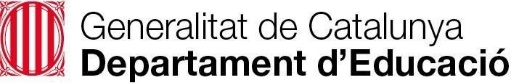 Generalitat de Catalunya
Departament d'Educació